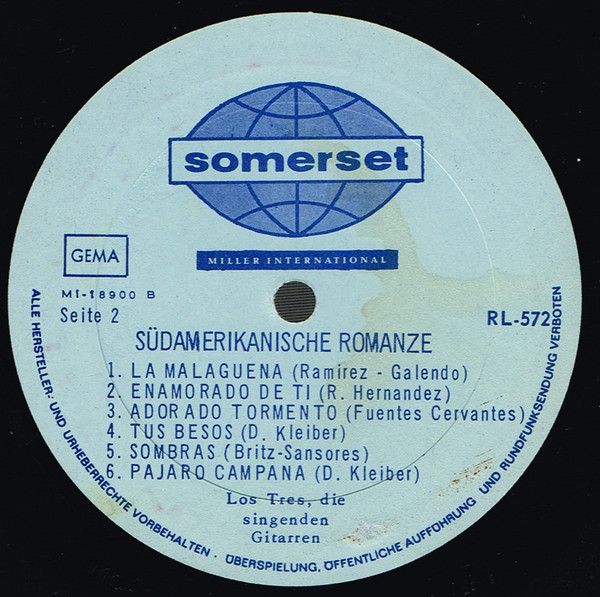 somerset
MILLER INTERNATIONAL
GEMA
MI-18900 B
Seite 2
RL-572
SÜDAMERIKANISCHE ROMANZE
1. LA MALAGUENA (Ramirez - Galendo)
2. ENAMORADO DE TI (R. Hernandez)
3. ADORADO TORMENTO (Fuentes Cervantes)
4. TUS BESOS (D. Kleiber)
5. SOMBRAS (Britz-Sansores)
6. PAJARO CAMPANA (D. Kleiber)
Los Tres, die
singenden
Gitarren
ALLE HERSTELLER- UND URHEBERRECHTE VORBEHALTEN · ÜBERSPIELUNG, ÖFFENTLICHE AUFFÜHRUNG UND RUNDFUNKSENDUNG VERBOTEN